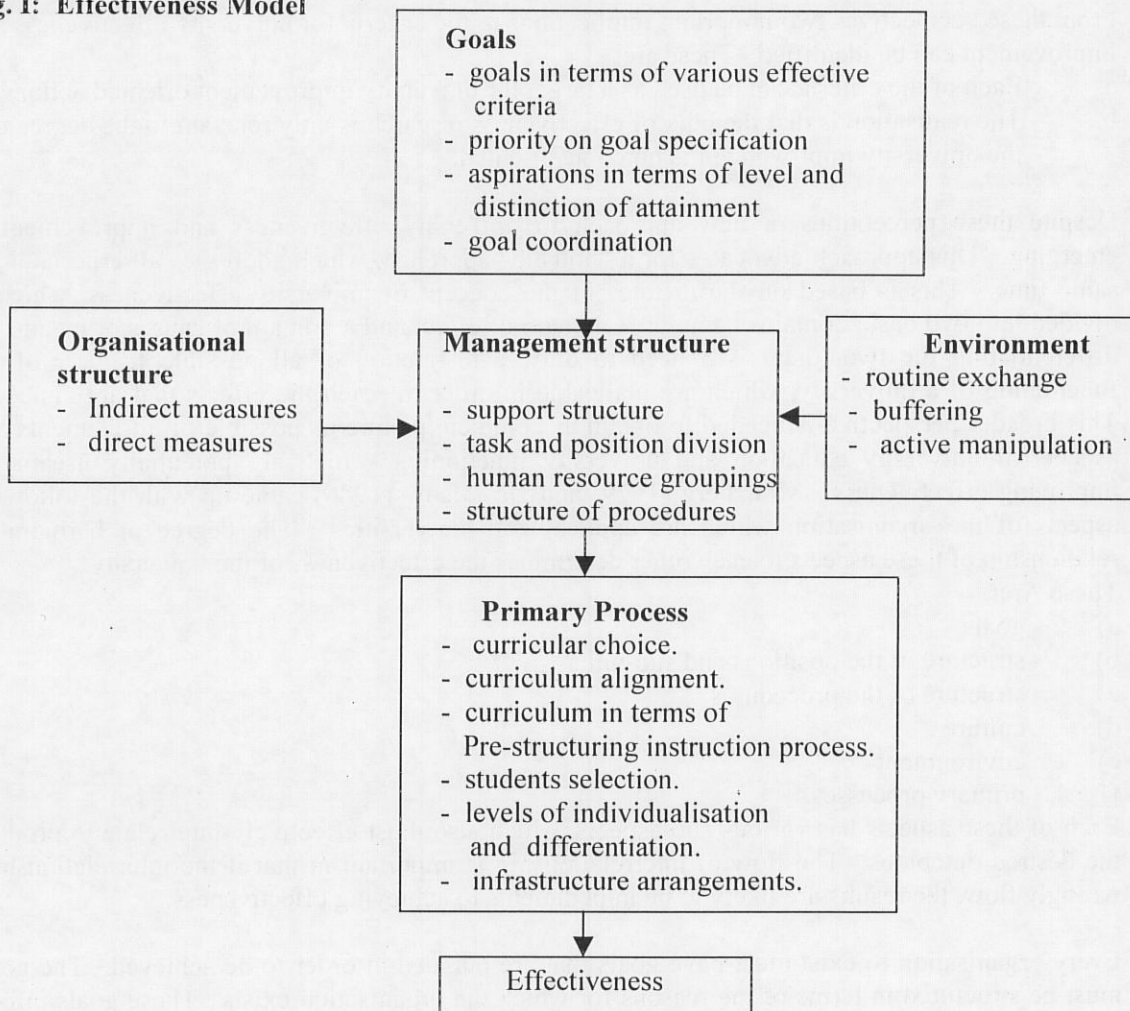 g. 1: Effectiveness Model
Goals
- goals in terms of various effective
criteria
- priority on goal specification
- aspirations in terms of level and
distinction of attainment
- goal coordination
Organisational
structure
- Indirect measures
- direct measures
Management structure
- support structure
- task and position division
- human resource groupings
- structure of procedures
Environment
- routine exchange
- buffering
- active manipulation
Primary Process
- curricular choice.
- curriculum alignment.
- curriculum in terms of
Pre-structuring instruction process.
- students selection.
- levels of individualisation
and differentiation.
- infrastructure arrangements.
Effectiveness